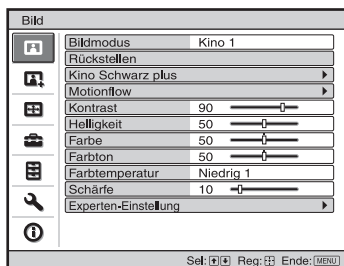 Bild
Bildmodus Kino 1
Rückstellen
Kino Schwarz plus
Motionflow
Kontrast 90
Helligkeit 50
Farbe 50
Farbton 50
Farbtemperatur Niedrig 1
Schärfe 10
Experten-Einstellung
Sel: Reg: Ende: MENU